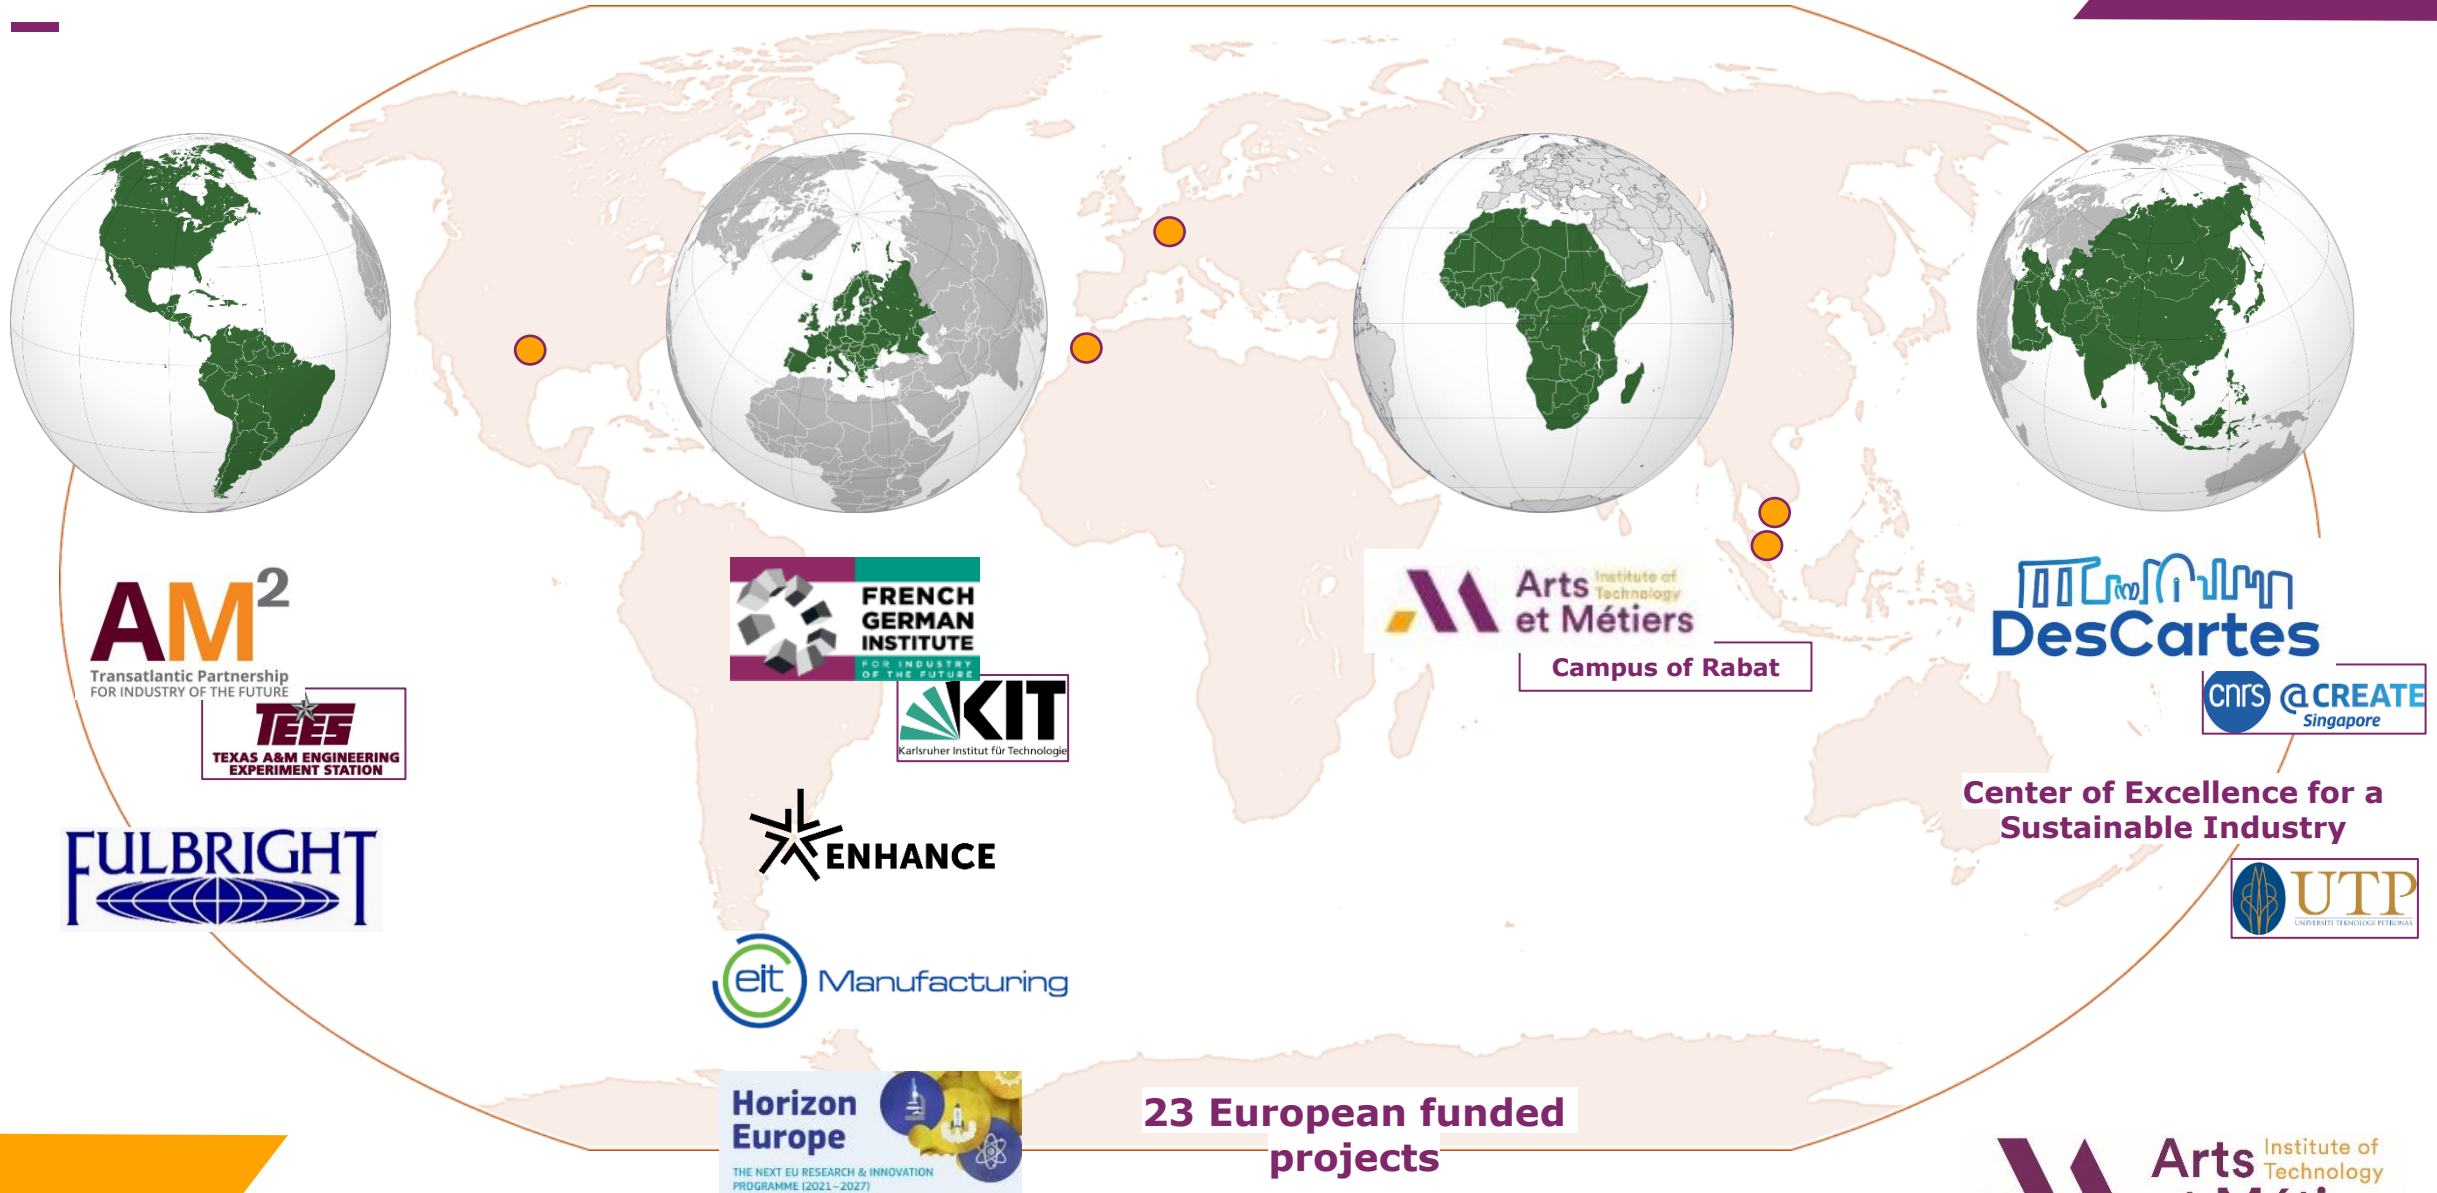 AM²
Transatlantic Partnership
FOR INDUSTRY OF THE FUTURE
TEES
TEXAS A&M ENGINEERING
EXPERIMENT STATION
FULBRIGHT
FRENCH
GERMAN
INSTITUTE
FOR INDUSTRY
OF THE FUTURE
KIT
Karlsruher Institut für Technologie
ENHANCE
eit Manufacturing
Horizon
Europe
THE NEXT EU RESEARCH & INNOVATION
PROGRAMME (2021–2027)
23 European funded
projects
Arts Institute of
Technology
et Métiers
Campus of Rabat
DesCartes
cnrs @CREATE
Singapore
Center of Excellence for a
Sustainable Industry
UTP
UNIVERSITI TEKNOLOGI PETRONAS
Arts Institute of
Technology